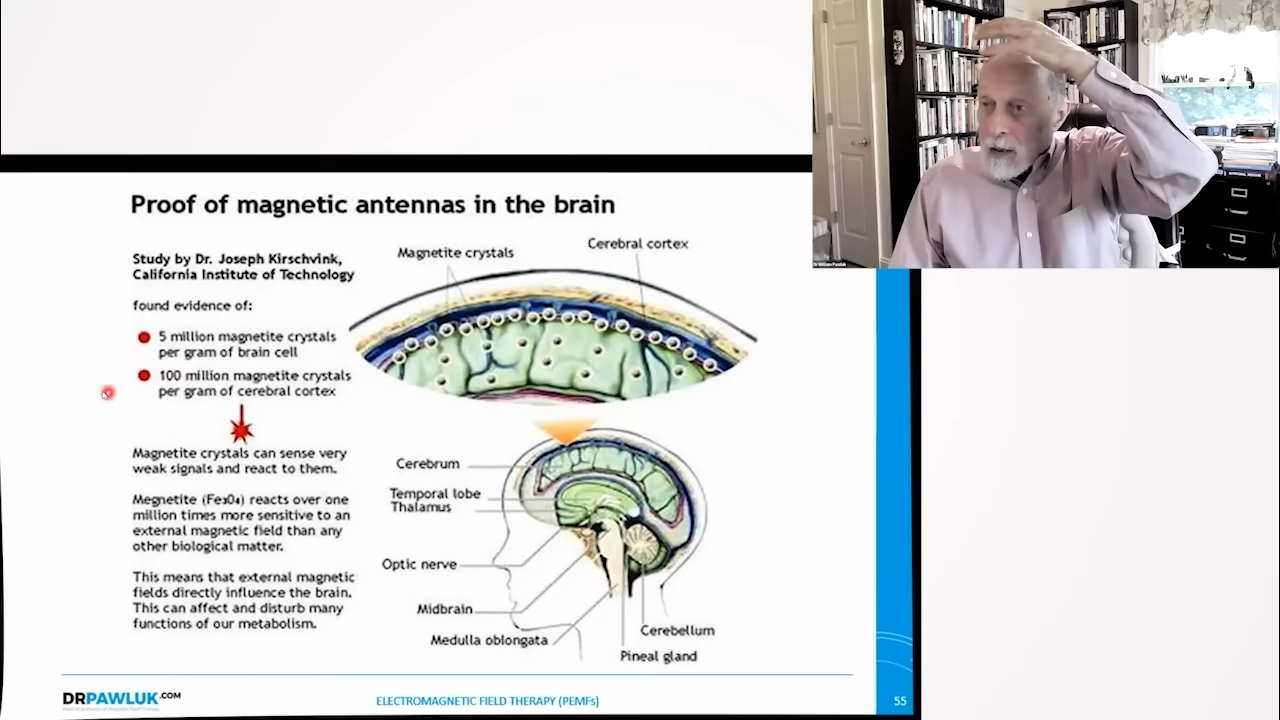 Proof of magnetic antennas in the brain
Study by Dr. Joseph Kirschvink,
California Institute of Technology
found evidence of:
5 million magnetite crystals
per gram of brain cell
100 million magnetite crystals
per gram of cerebral cortex
Magnetite crystals can sense very
weak signals and react to them.
Megnetite (Fe₃O₄) reacts over one
million times more sensitive to an
external magnetic field than any
other biological matter.
This means that external magnetic
fields directly influence the brain.
This can affect and disturb many
functions of our metabolism.
Magnetite crystals
Cerebral cortex
Cerebrum
Temporal lobe
Thalamus
Optic nerve
Midbrain
Medulla oblongata
Cerebellum
Pineal gland
DRPAWLUK.COM
ELECTROMAGNETIC FIELD THERAPY (PEMFs)
55
Dr William Pawluk